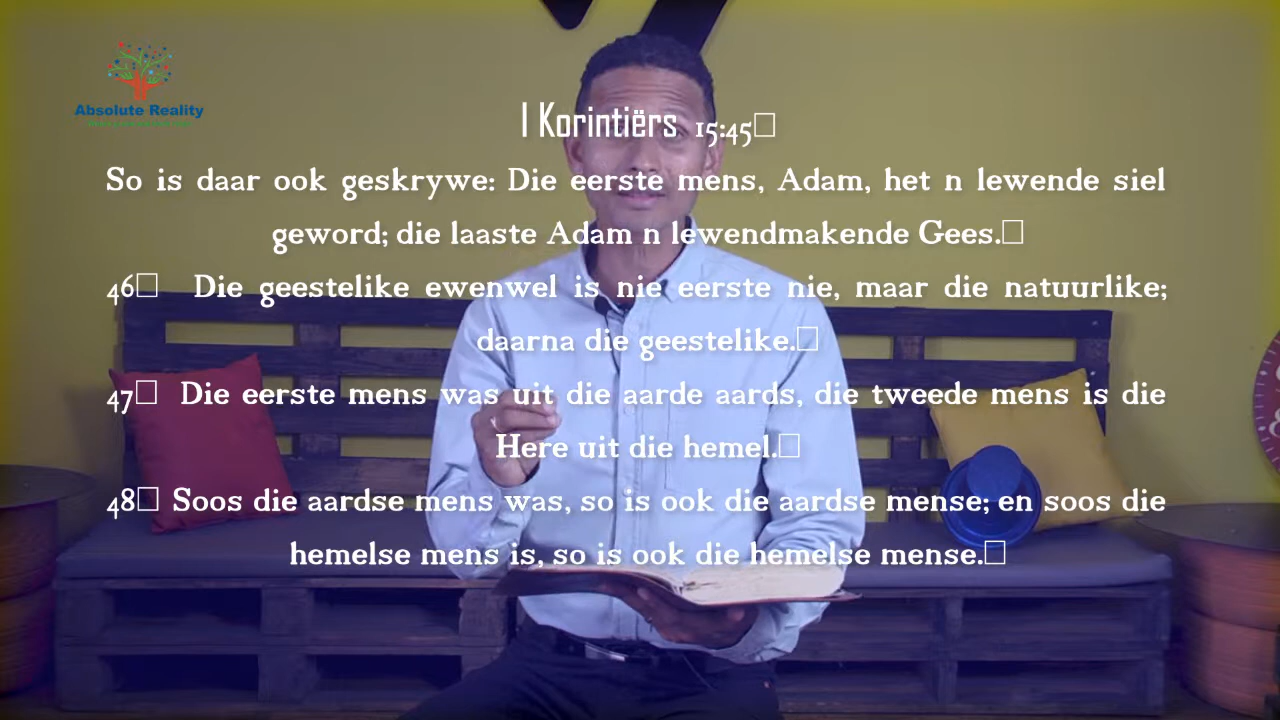 Absolute Reality
I Korintiërs 15:45
So is daar ook geskrywe: Die eerste mens, Adam, het n lewende siel
geword; die laaste Adam n lewendmakende Gees.
46 Die geestelike ewenwel is nie eerste nie, maar die natuurlike;
daarna die geestelike.
47 Die eerste mens was uit die aarde aards, die tweede mens is die
Here uit die hemel.
48 Soos die aardse mens was, so is ook die aardse mense; en soos die
hemelse mens is, so is ook die hemelse mense.